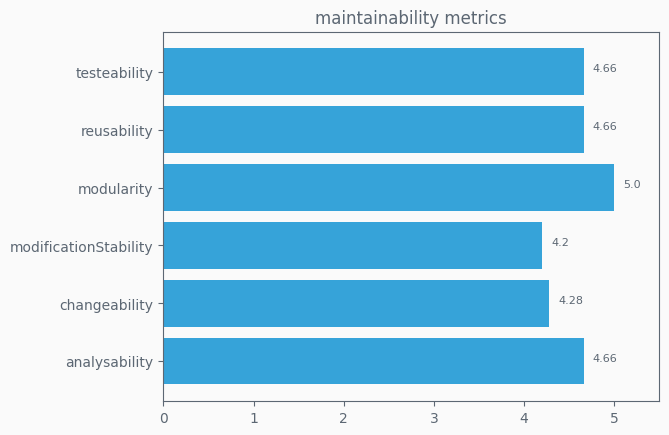 maintainability metrics
testeability 4.66
reusability 4.66
modularity 5.0
modificationStability 4.2
changeability 4.28
analysability 4.66
0 1 2 3 4 5